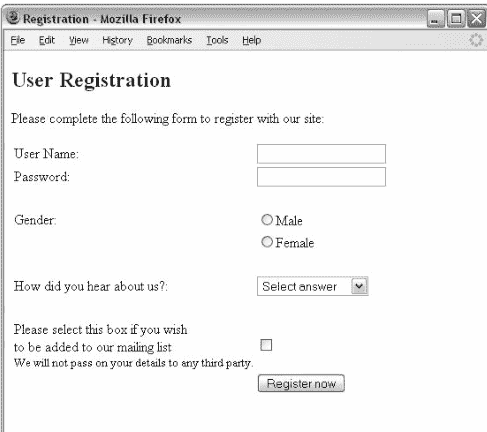 Registration - Mozilla Firefox
File Edit View History Bookmarks Tools Help
User Registration
Please complete the following form to register with our site:
User Name:
Password:
Gender:
Male
Female
How did you hear about us?:
Select answer
Please select this box if you wish
to be added to our mailing list
We will not pass on your details to any third party.
Register now